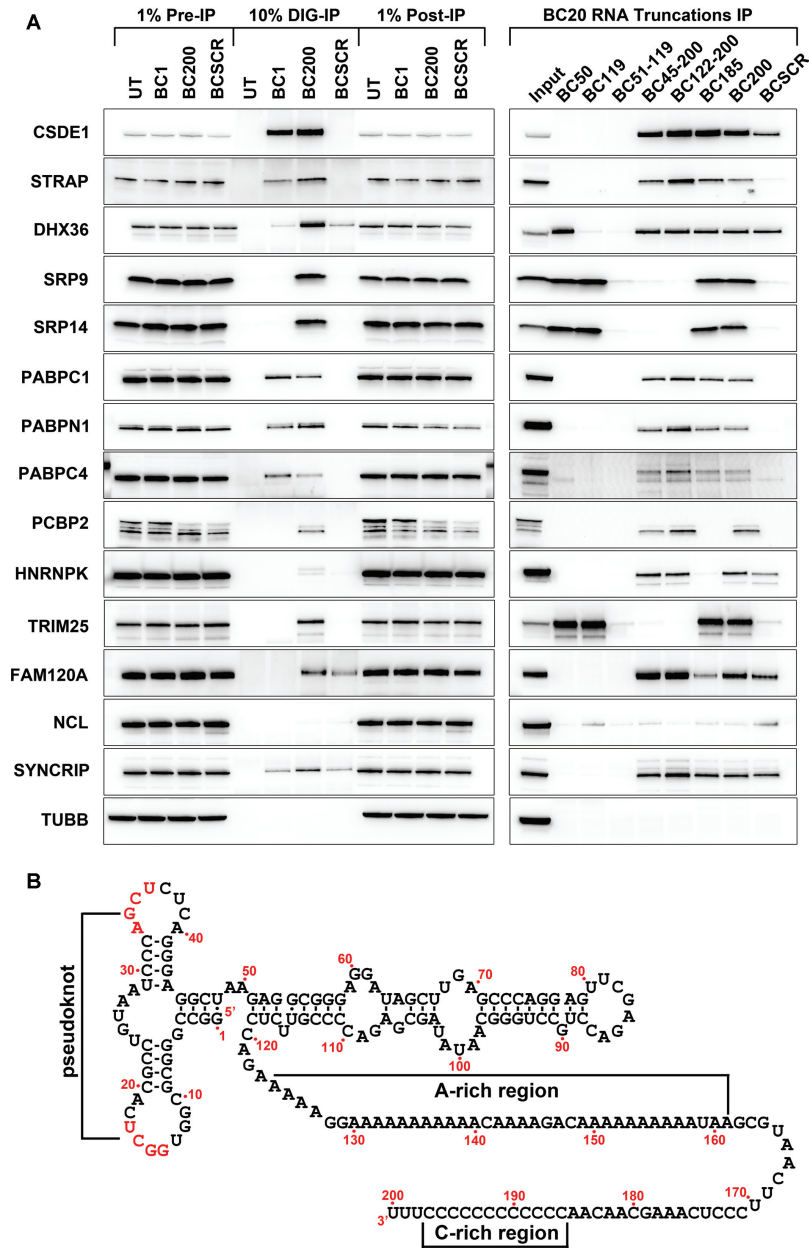 A
1% Pre-IP 10% DIG-IP 1% Post-IP BC20 RNA Truncations IP
UT BC1 BC200 BCSCR UT BC1 BC200 BCSCR UT BC1 BC200 BCSCR Input BC50 BC119 BC51-119 BC45-200 BC122-200 BC185 BC200 BCSCR
CSDE1
STRAP
DHX36
SRP9
SRP14
PABPC1
PABPN1
PABPC4
PCBP2
HNRNPK
TRIM25
FAM120A
NCL
SYNCRIP
TUBB
B
pseudoknot
40
30
20
10
5'
1
50
60
70
80
90
100
110
120
A-rich region
GGAAAAAAAAAAACAAAAGACAAAAAAAAAAUAAGCG
130 140 150 160
170
200 190 180
3' UUUCCCCCCCCCCCCAACAACGAAACUCCC
C-rich region